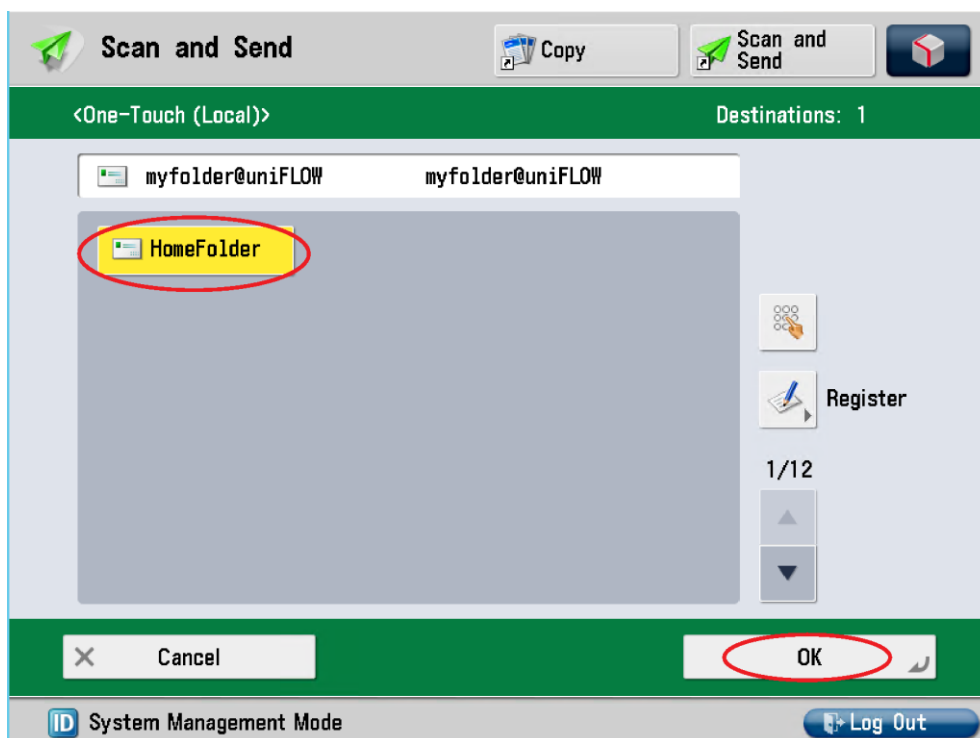 Scan and Send
Copy
Scan and
Send
<One-Touch (Local)>
Destinations: 1
myfolder@uniFLOW myfolder@uniFLOW
HomeFolder
Register
1/12
Cancel
OK
ID System Management Mode
Log Out